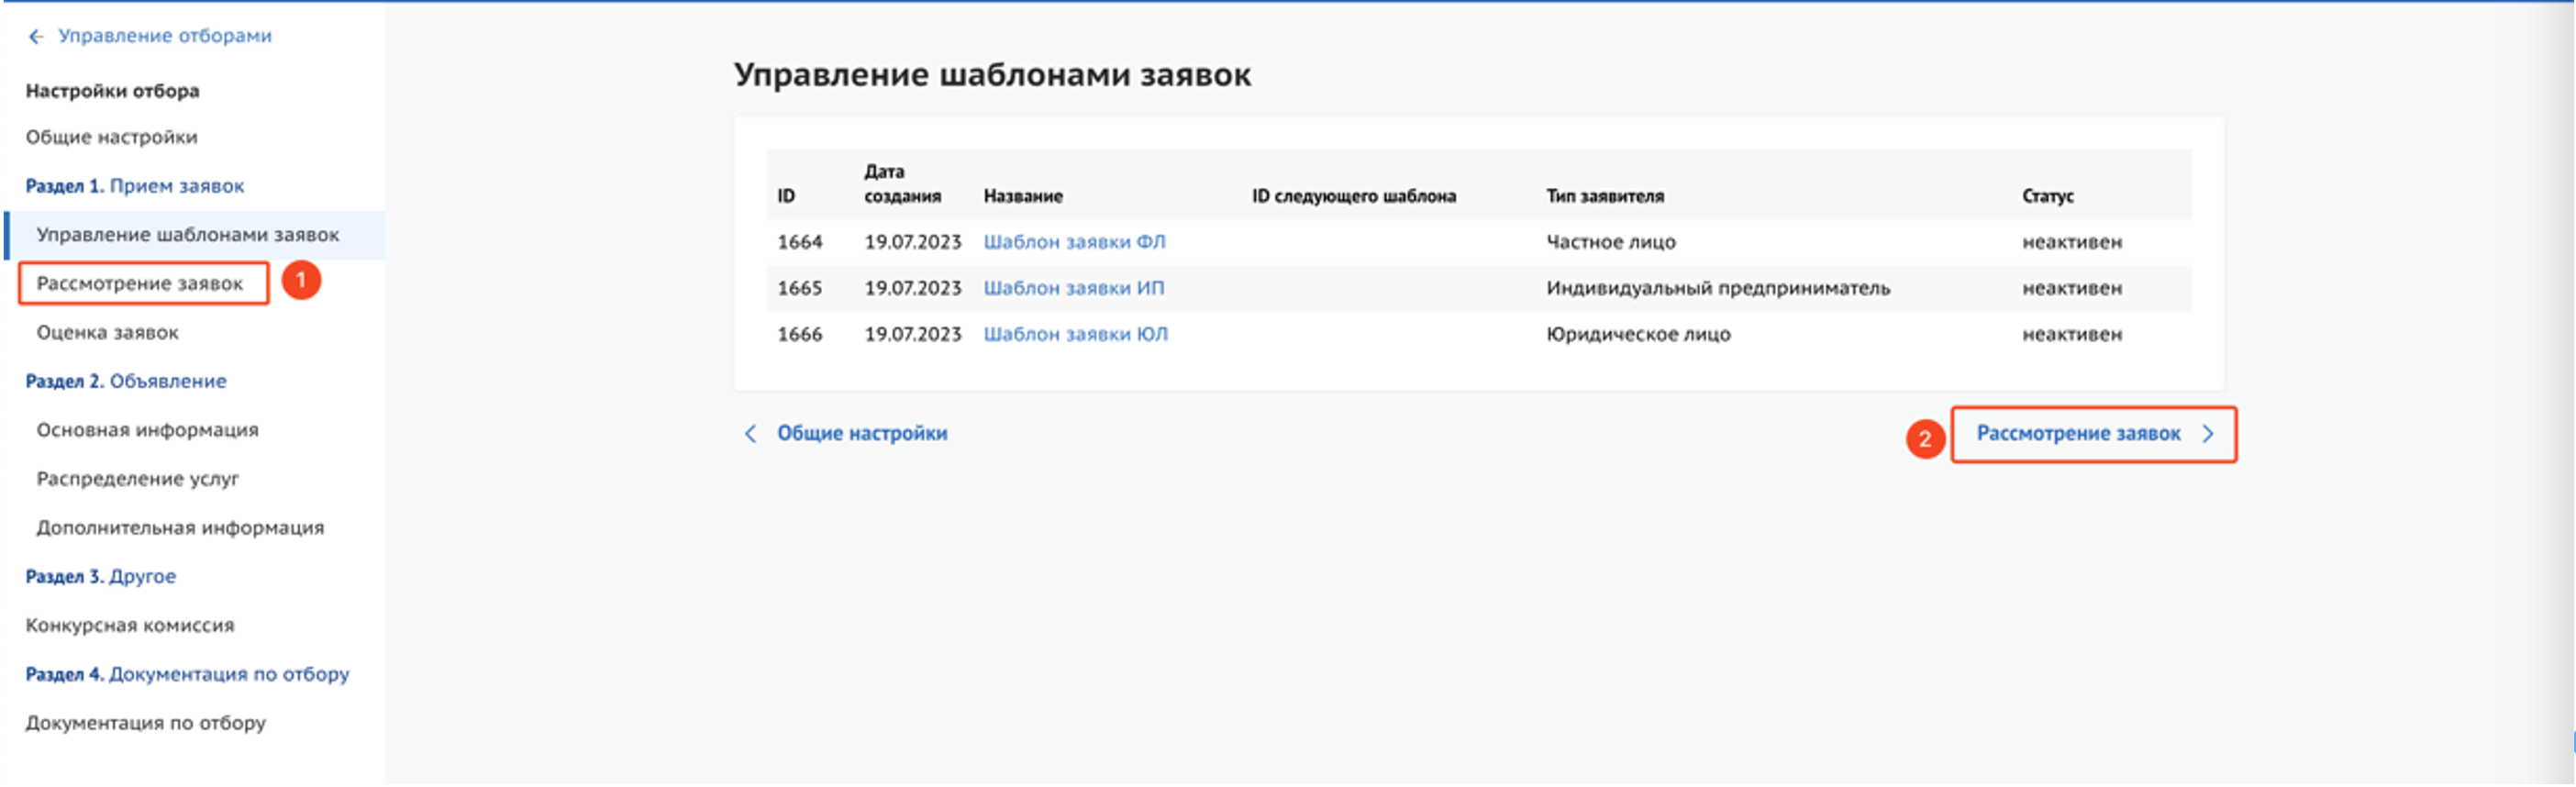 ← Управление отборами
Настройки отбора
Общие настройки
Раздел 1. Прием заявок
Управление шаблонами заявок
Рассмотрение заявок
1
Оценка заявок
Раздел 2. Объявление
Основная информация
Распределение услуг
Дополнительная информация
Раздел 3. Другое
Конкурсная комиссия
Раздел 4. Документация по отбору
Документация по отбору
Управление шаблонами заявок
ID Дата создания Название ID следующего шаблона Тип заявителя Статус
1664 19.07.2023 Шаблон заявки ФЛ Частное лицо неактивен
1665 19.07.2023 Шаблон заявки ИП Индивидуальный предприниматель неактивен
1666 19.07.2023 Шаблон заявки ЮЛ Юридическое лицо неактивен
Общие настройки
2 Рассмотрение заявок